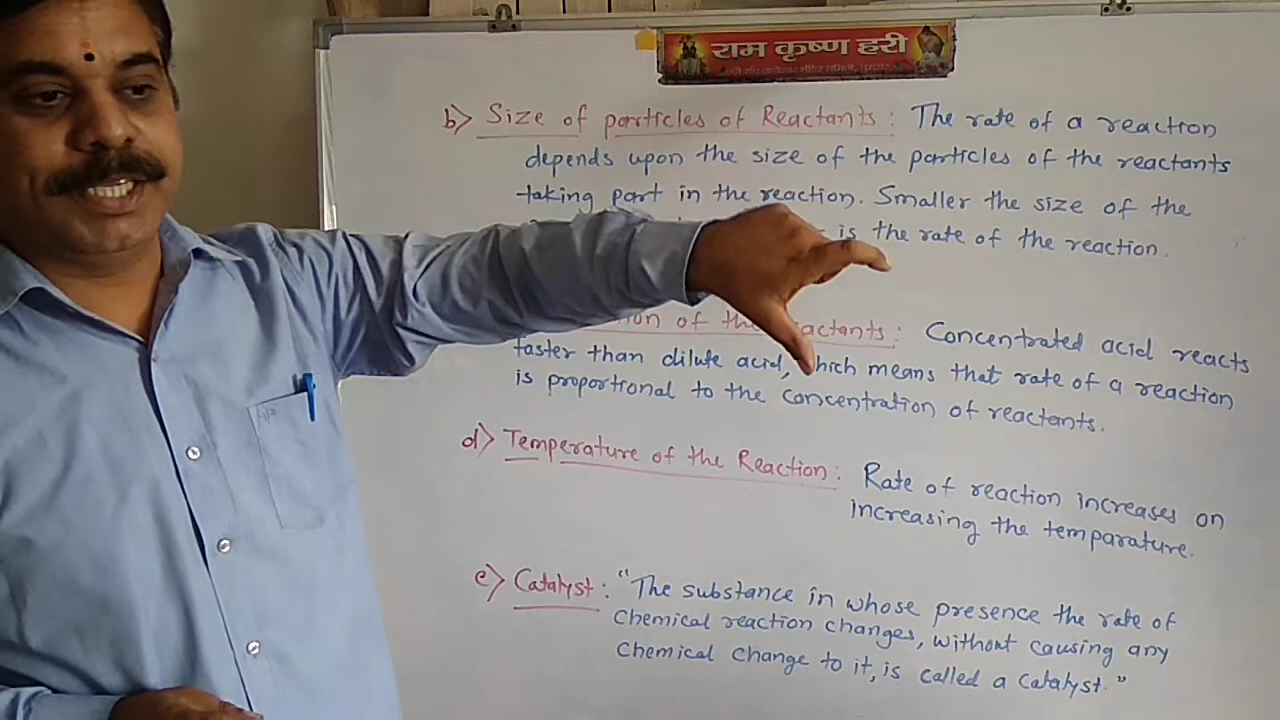 राम कृष्ण हरी
b) Size of particles of Reactants : The rate of a reaction
depends upon the size of the particles of the reactants
taking part in the reaction. Smaller the size of the
is the rate of the reaction.
of the : Concentrated acid reacts
faster than dilute acid, which means that rate of a reaction
is proportional to the concentration of reactants.
d) Temperature of the Reaction : Rate of reaction increases on
increasing the temparature.
e) Catalyst : "The substance in whose presence the rate of
chemical reaction changes, without causing any
chemical change to it, is called a catalyst."